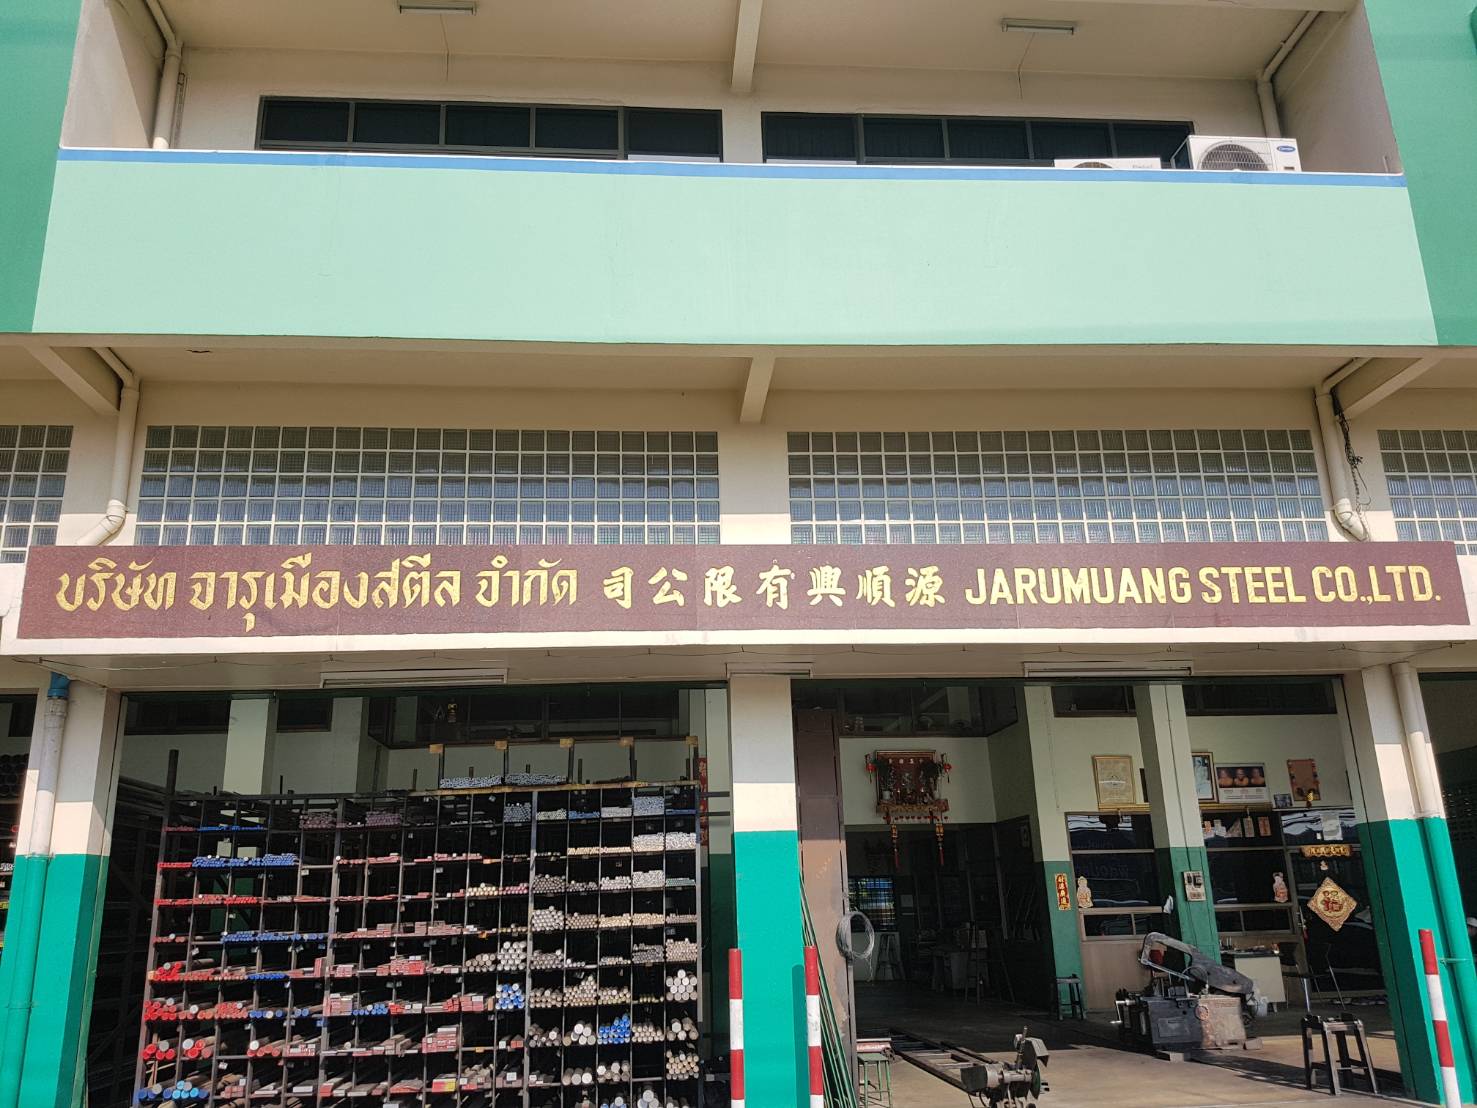 บริษัท จารุเมืองสตีล จำกัด 司公限有興順源 JARUMUANG STEEL CO.,LTD.